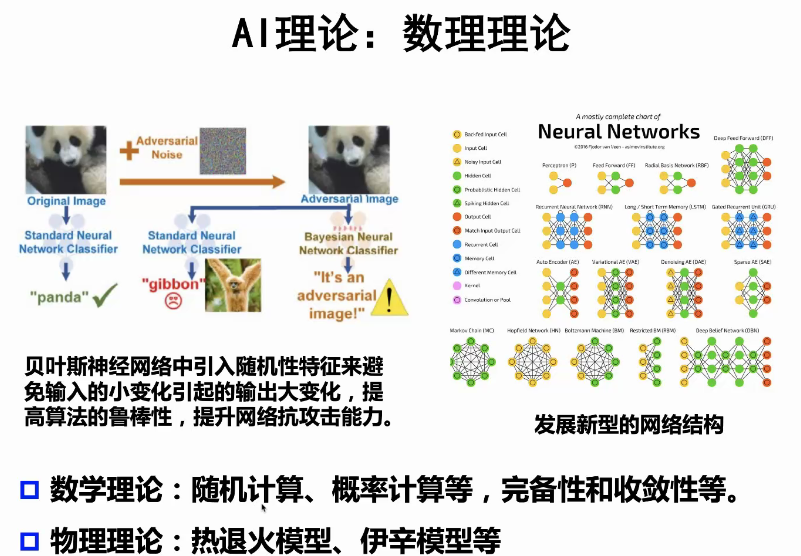 AI理论：数理理论
Adversarial
Noise
Original Image
Adversarial Image
Standard Neural
Network Classifier
Standard Neural
Network Classifier
Bayesian Neural
Network Classifier
"panda"
"gibbon"
"It's an
adversarial
image!"
贝叶斯神经网络中引入随机性特征来避
免输入的小变化引起的输出大变化，提
高算法的鲁棒性，提升网络抗攻击能力。
A mostly complete chart of
Neural Networks
©2016 Fjodor van Veen - asimovinstitute.org
Backfed Input Cell
Input Cell
Noisy Input Cell
Hidden Cell
Probabilistic Hidden Cell
Spiking Hidden Cell
Output Cell
Match Input Output Cell
Recurrent Cell
Memory Cell
Different Memory Cell
Kernel
Convolution or Pool
Deep Feed Forward (DFF)
Perceptron (P)
Feed Forward (FF)
Radial Basis Network (RBF)
Recurrent Neural Network (RNN)
Long / Short Term Memory (LSTM)
Gated Recurrent Unit (GRU)
Auto Encoder (AE)
Variational AE (VAE)
Denoising AE (DAE)
Sparse AE (SAE)
Markov Chain (MC)
Hopfield Network (HN)
Boltzmann Machine (BM)
Restricted BM (RBM)
Deep Belief Network (DBN)
发展新型的网络结构
数学理论：随机计算、概率计算等，完备性和收敛性等。
物理理论：热退火模型、伊辛模型等